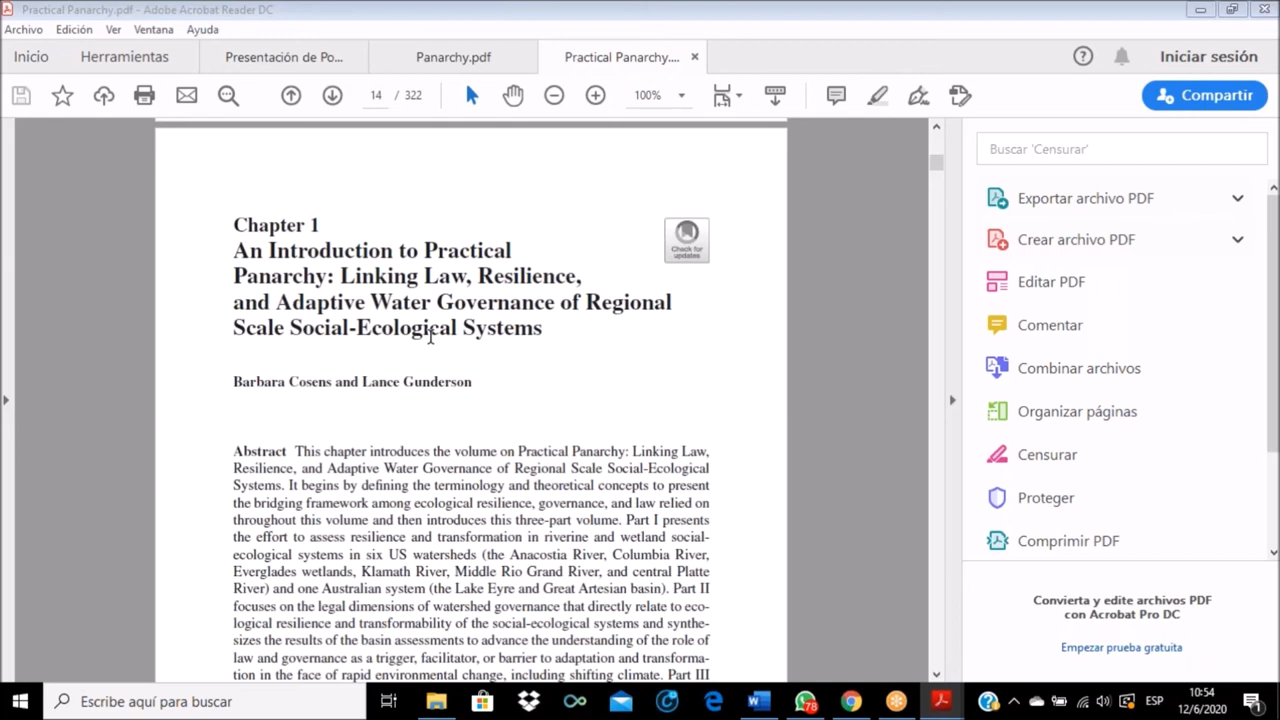 Practical Panarchy.pdf - Adobe Acrobat Reader DC
Archivo Edición Ver Ventana Ayuda
Inicio Herramientas Presentación de Po... Panarchy.pdf Practical Panarchy.... Iniciar sesión
14 / 322 100% Compartir
Chapter 1
An Introduction to Practical
Panarchy: Linking Law, Resilience,
and Adaptive Water Governance of Regional
Scale Social-Ecological Systems
Check for
updates
Barbara Cosens and Lance Gunderson
Abstract This chapter introduces the volume on Practical Panarchy: Linking Law,
Resilience, and Adaptive Water Governance of Regional Scale Social-Ecological
Systems. It begins by defining the terminology and theoretical concepts to present
the bridging framework among ecological resilience, governance, and law relied on
throughout this volume and then introduces this three-part volume. Part I presents
the effort to assess resilience and transformation in riverine and wetland social-
ecological systems in six US watersheds (the Anacostia River, Columbia River,
Everglades wetlands, Klamath River, Middle Rio Grand River, and central Platte
River) and one Australian system (the Lake Eyre and Great Artesian basin). Part II
focuses on the legal dimensions of watershed governance that directly relate to eco-
logical resilience and transformability of the social-ecological systems and synthe-
sizes the results of the basin assessments to advance the understanding of the role of
law and governance as a trigger, facilitator, or barrier to adaptation and transforma-
tion in the face of rapid environmental change, including shifting climate. Part III
Buscar 'Censurar'
Exportar archivo PDF
Crear archivo PDF
Editar PDF
Comentar
Combinar archivos
Organizar páginas
Censurar
Proteger
Comprimir PDF
Convierta y edite archivos PDF
con Acrobat Pro DC
Empezar prueba gratuita
Escribe aquí para buscar
78
ESP
10:54
12/6/2020
1